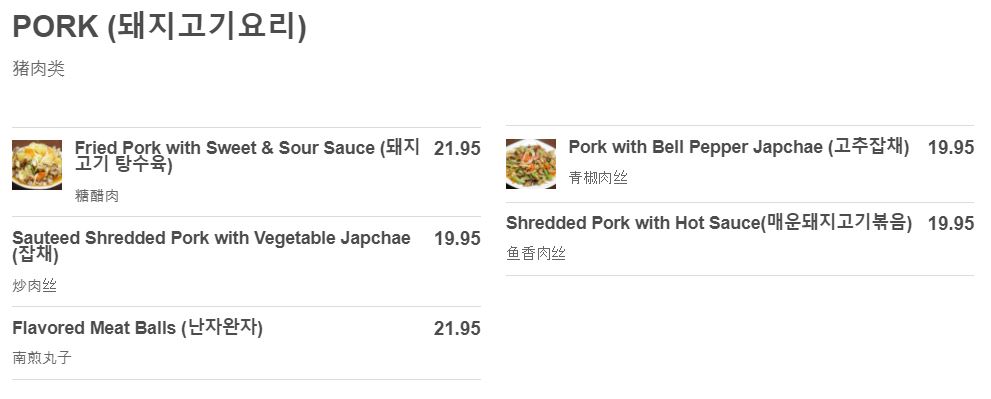 PORK (돼지고기요리)
猪肉类
Fried Pork with Sweet & Sour Sauce (돼지
고기 탕수육)
21.95
糖醋肉
Sauteed Shredded Pork with Vegetable Japchae
(잡채)
19.95
炒肉丝
Flavored Meat Balls (난자완자)
21.95
南煎丸子
Pork with Bell Pepper Japchae (고추잡채)
19.95
青椒肉丝
Shredded Pork with Hot Sauce(매운돼지고기볶음)
19.95
鱼香肉丝